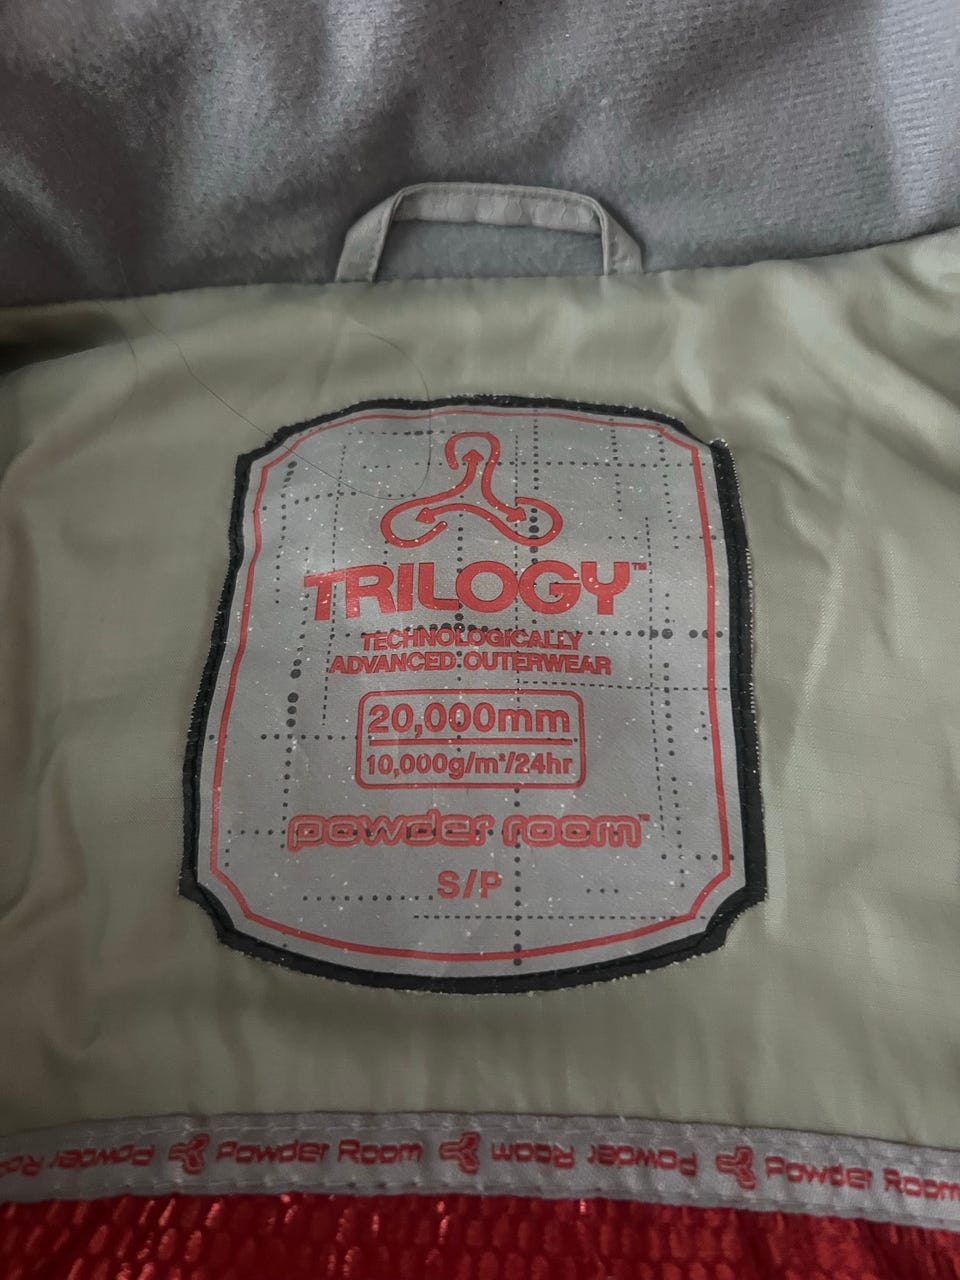 TRILOGY™
TECHNOLOGICALLY
ADVANCED OUTERWEAR
20,000mm
10,000g/m²/24hr
powder room™
S/P
Powder Powder Room Powder Room Powder Room